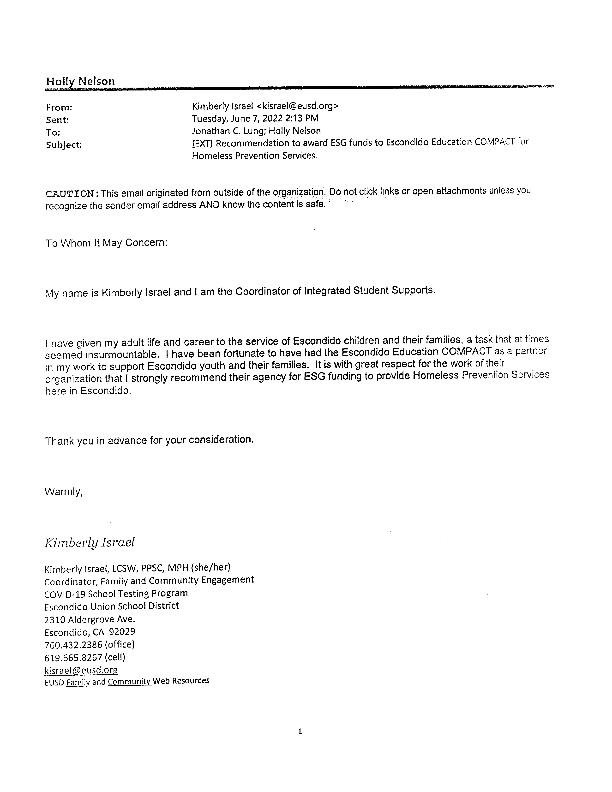 Holly Nelson
From: Kimberly Israel <kisrael@eusd.org>
Sent: Tuesday, June 7, 2022 2:13 PM
To: Jonathan C. Lung; Holly Nelson
Subject: [EXT] Recommendation to award ESG funds to Escondido Education COMPACT for
Homeless Prevention Services.
CAUTION: This email originated from outside of the organization. Do not click links or open attachments unless you
recognize the sender email address AND know the content is safe.
To Whom It May Concern:
My name is Kimberly Israel and I am the Coordinator of Integrated Student Supports.
I have given my adult life and career to the service of Escondido children and their families, a task that at times
seemed insurmountable. I have been fortunate to have had the Escondido Education COMPACT as a partner
in my work to support Escondido youth and their families. It is with great respect for the work of their
organization that I strongly recommend their agency for ESG funding to provide Homeless Prevention Services
here in Escondido.
Thank you in advance for your consideration.
Warmly,
Kimberly Israel
Kimberly Israel, LCSW, PPSC, MPH (she/her)
Coordinator, Family and Community Engagement
COVID-19 School Testing Program
Escondido Union School District
2310 Aldergrove Ave.
Escondido, CA 92029
760.432.2386 (office)
619.565.8267 (cell)
kisrael@eusd.org
EUSD Family and Community Web Resources
1